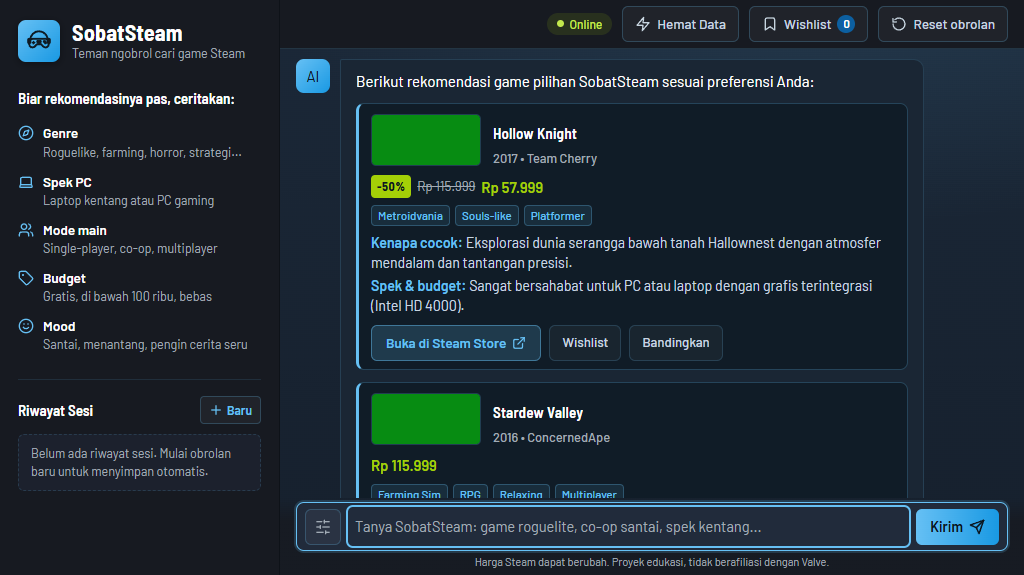 SobatSteam
Teman ngobrol cari game Steam
Online
Hemat Data
Wishlist 0
Reset obrolan
Biar rekomendasinya pas, ceritakan:
Genre
Roguelike, farming, horror, strategi...
Spek PC
Laptop kentang atau PC gaming
Mode main
Single-player, co-op, multiplayer
Budget
Gratis, di bawah 100 ribu, bebas
Mood
Santai, menantang, pengin cerita seru
Riwayat Sesi
Baru
Belum ada riwayat sesi. Mulai obrolan
baru untuk menyimpan otomatis.
AI
Berikut rekomendasi game pilihan SobatSteam sesuai preferensi Anda:
Hollow Knight
2017 • Team Cherry
-50% Rp 115.999 Rp 57.999
Metroidvania Souls-like Platformer
Kenapa cocok: Eksplorasi dunia serangga bawah tanah Hallownest dengan atmosfer
mendalam dan tantangan presisi.
Spek & budget: Sangat bersahabat untuk PC atau laptop dengan grafis terintegrasi
(Intel HD 4000).
Buka di Steam Store Wishlist Bandingkan
Stardew Valley
2016 • ConcernedApe
Rp 115.999
Farming Sim RPG Relaxing Multiplayer
Tanya SobatSteam: game roguelite, co-op santai, spek kentang...
Kirim
Harga Steam dapat berubah. Proyek edukasi, tidak berafiliasi dengan Valve.